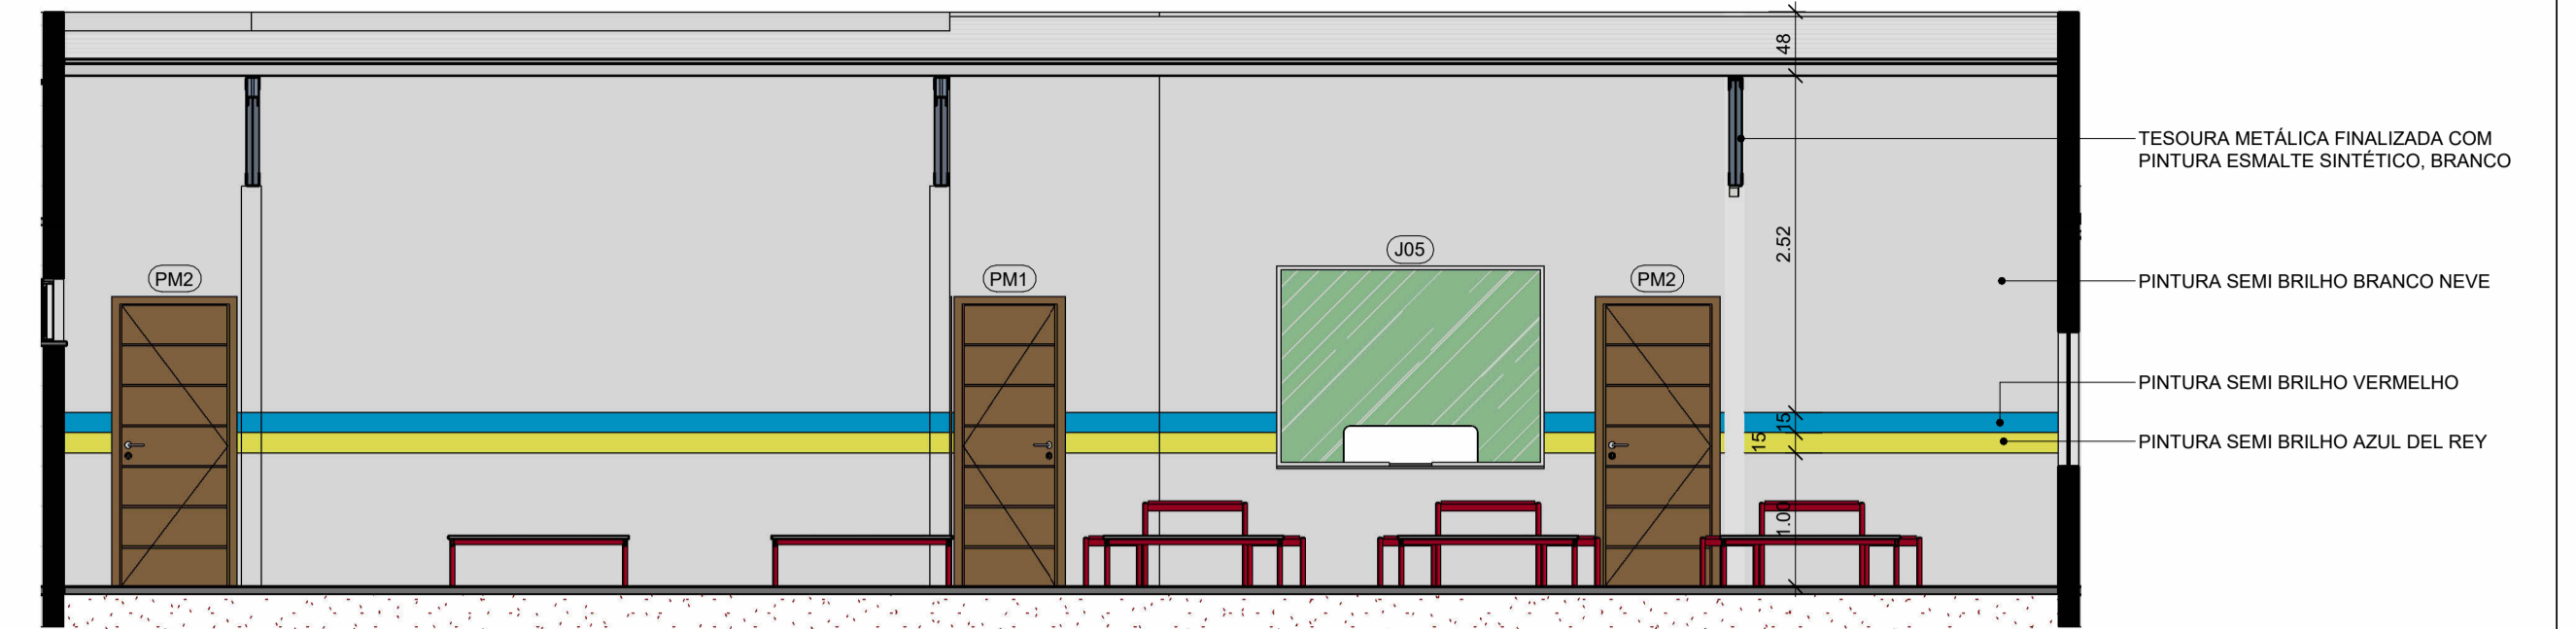 48
TESOURA METÁLICA FINALIZADA COM
PINTURA ESMALTE SINTÉTICO, BRANCO
2.52
J05
PM2
PM1
PM2
PINTURA SEMI BRILHO BRANCO NEVE
PINTURA SEMI BRILHO VERMELHO
15
15
PINTURA SEMI BRILHO AZUL DEL REY
1.00